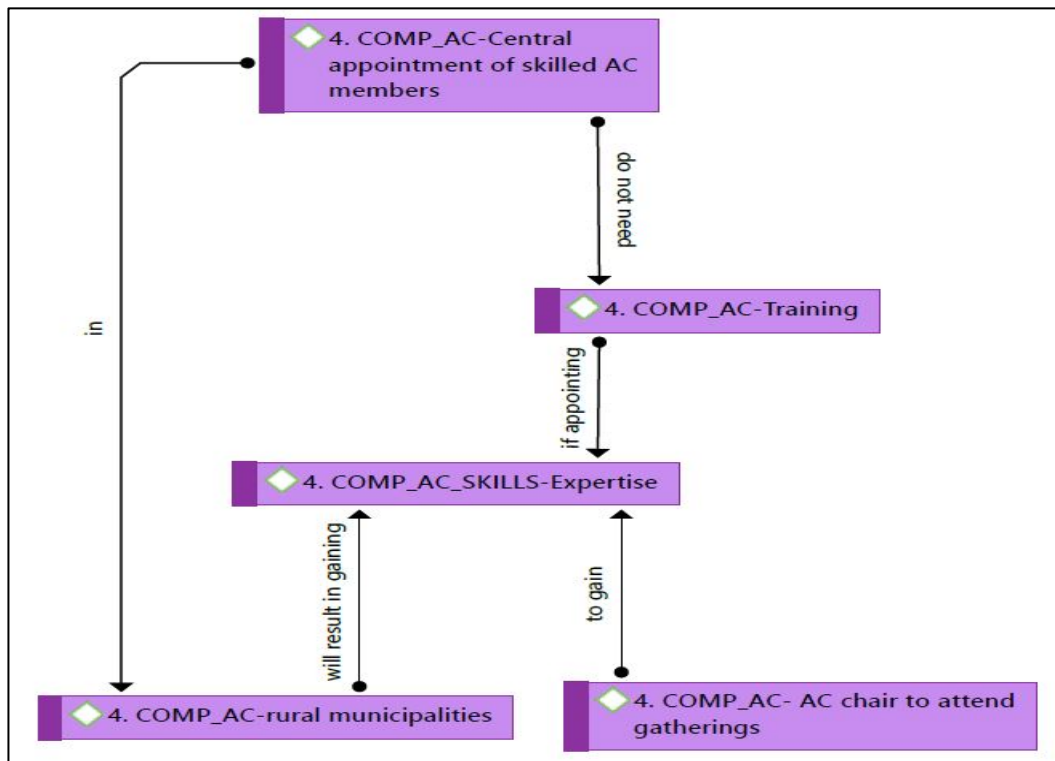 4. COMP_AC-Central
appointment of skilled AC
members
do not need
in
4. COMP_AC-Training
if appointing
4. COMP_AC_SKILLS-Expertise
will result in gaining
to gain
4. COMP_AC-rural municipalities
4. COMP_AC- AC chair to attend
gatherings